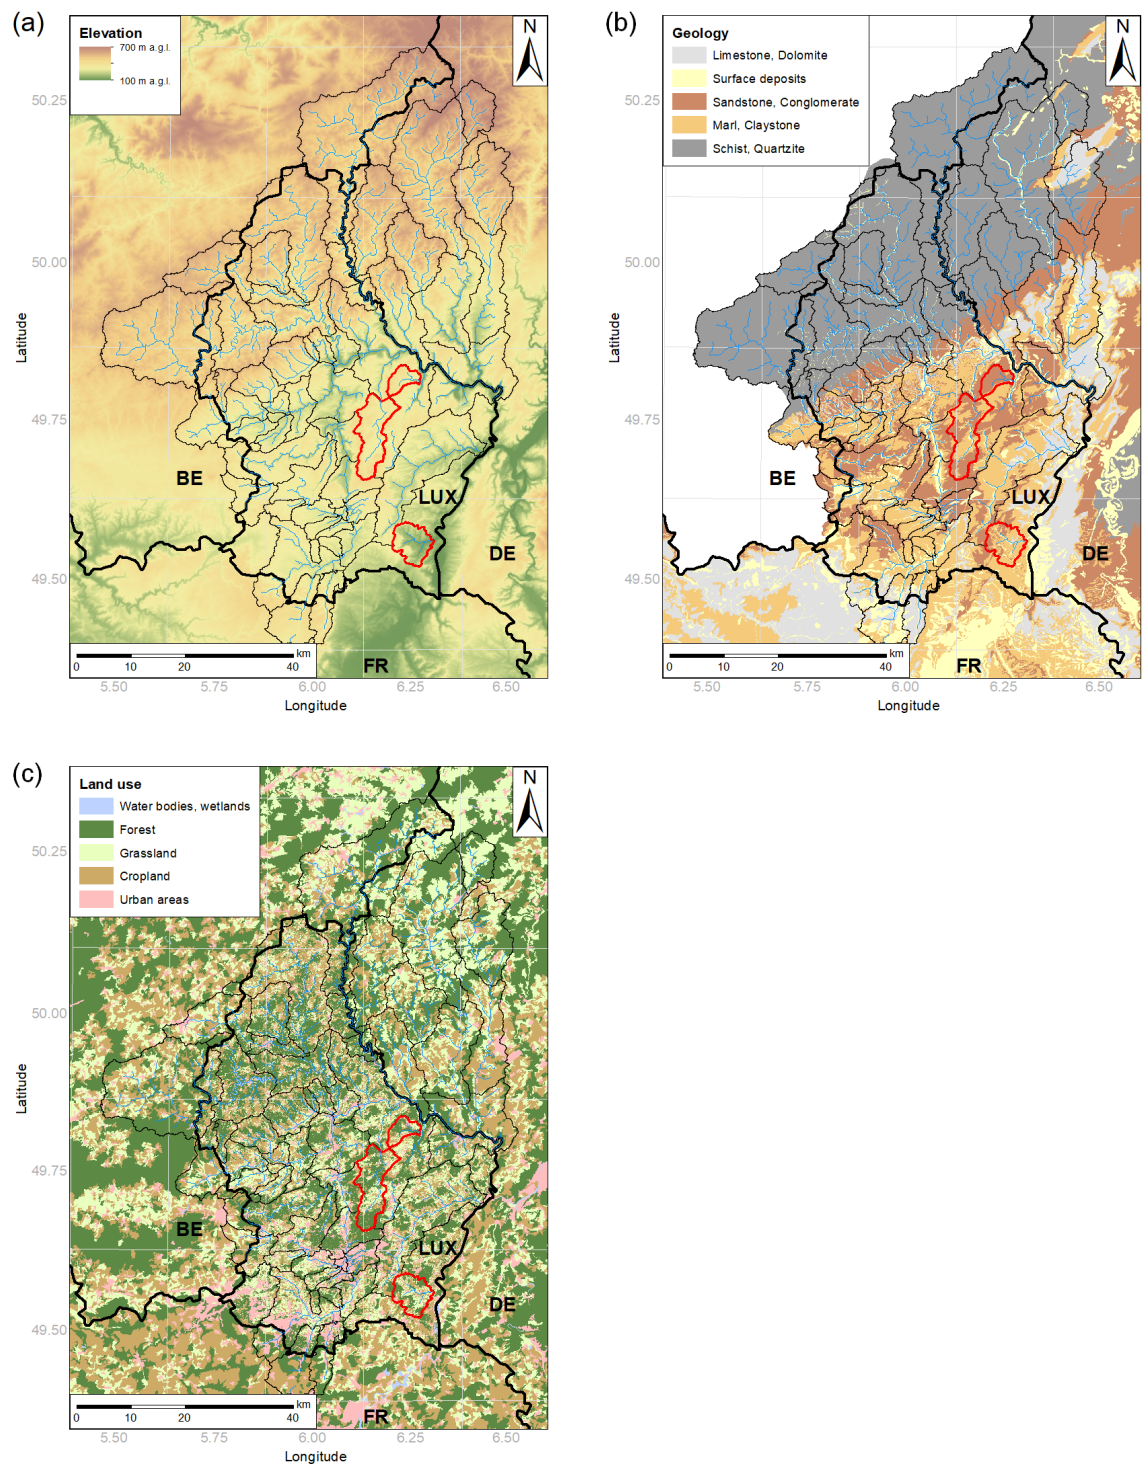 (a)
Elevation
700 m a.g.l.
100 m a.g.l.
N
50.25
50.00
49.75
49.50
Latitude
BE
LUX
DE
FR
km
0 10 20 40
5.50 5.75 6.00 6.25 6.50
Longitude
(b)
Geology
Limestone, Dolomite
Surface deposits
Sandstone, Conglomerate
Marl, Claystone
Schist, Quartzite
N
50.25
50.00
49.75
49.50
Latitude
BE
LUX
DE
FR
km
0 10 20 40
5.50 5.75 6.00 6.25 6.50
Longitude
(c)
Land use
Water bodies, wetlands
Forest
Grassland
Cropland
Urban areas
N
50.25
50.00
49.75
49.50
Latitude
BE
LUX
DE
FR
km
0 10 20 40
5.50 5.75 6.00 6.25 6.50
Longitude